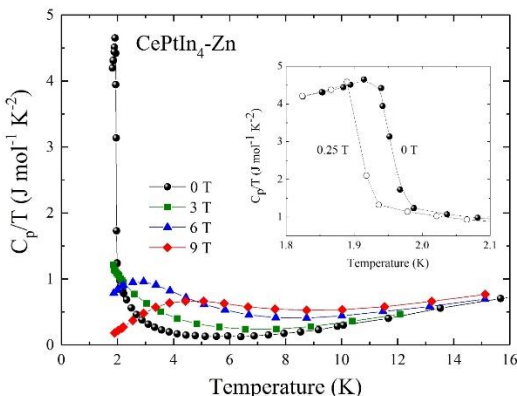 CePtIn4-Zn
Cp/T (J mol-1 K-2)
5
4
3
2
1
0
0 T
3 T
6 T
9 T
0 2 4 6 8 10 12 14 16
Temperature (K)
Cp/T (J mol-1 K-2)
5
4
3
2
1
0.25 T
0 T
1.8 1.9 2.0 2.1
Temperature (K)